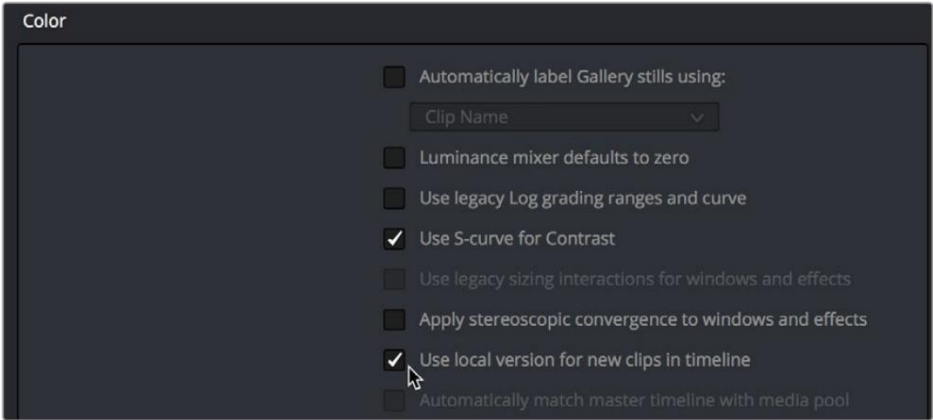 Color
Automatically label Gallery stills using:
Clip Name
Luminance mixer defaults to zero
Use legacy Log grading ranges and curve
Use S-curve for Contrast
Use legacy sizing interactions for windows and effects
Apply stereoscopic convergence to windows and effects
Use local version for new clips in timeline
Automatically match master timeline with media pool